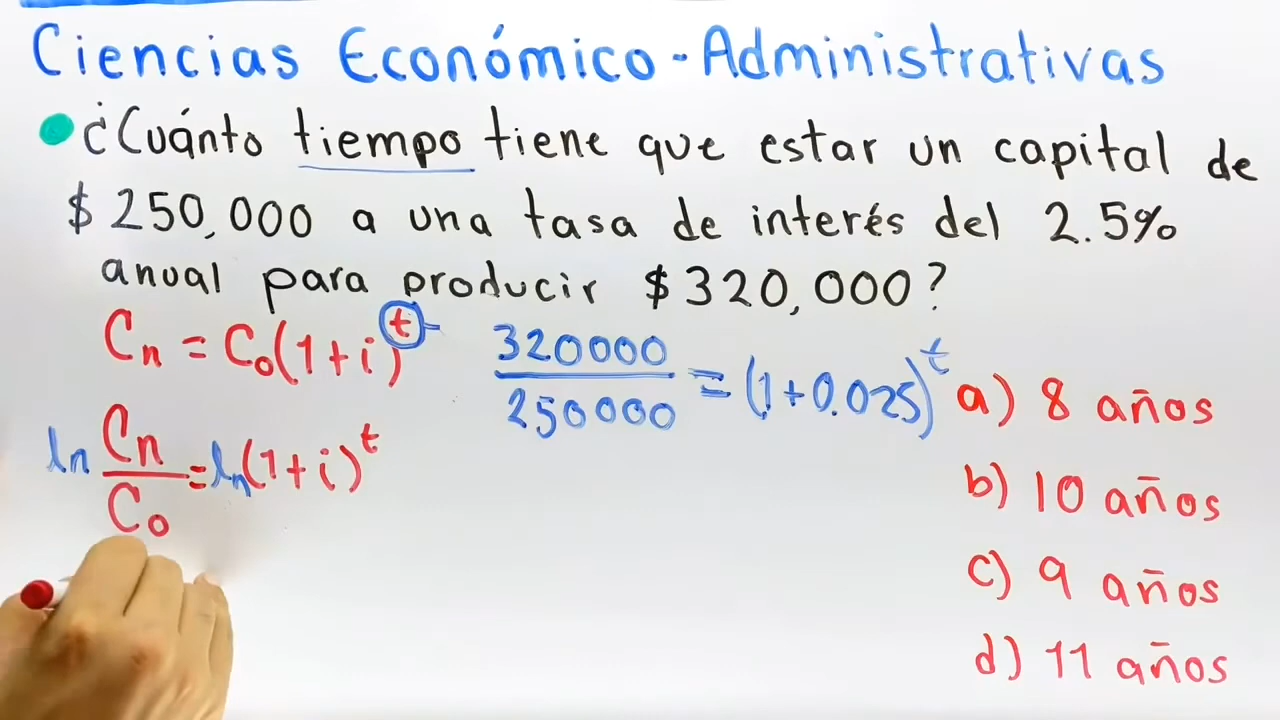 Ciencias Económico-Administrativas
¿Cuánto tiempo tiene que estar un capital de
$250,000 a una tasa de interés del 2.5%
anual para producir $320,000?
Cn = C₀(1+i)^t
ln Cn/C₀ = ln(1+i)^t
320000/250000 = (1+0.025)^t
a) 8 años
b) 10 años
c) 9 años
d) 11 años